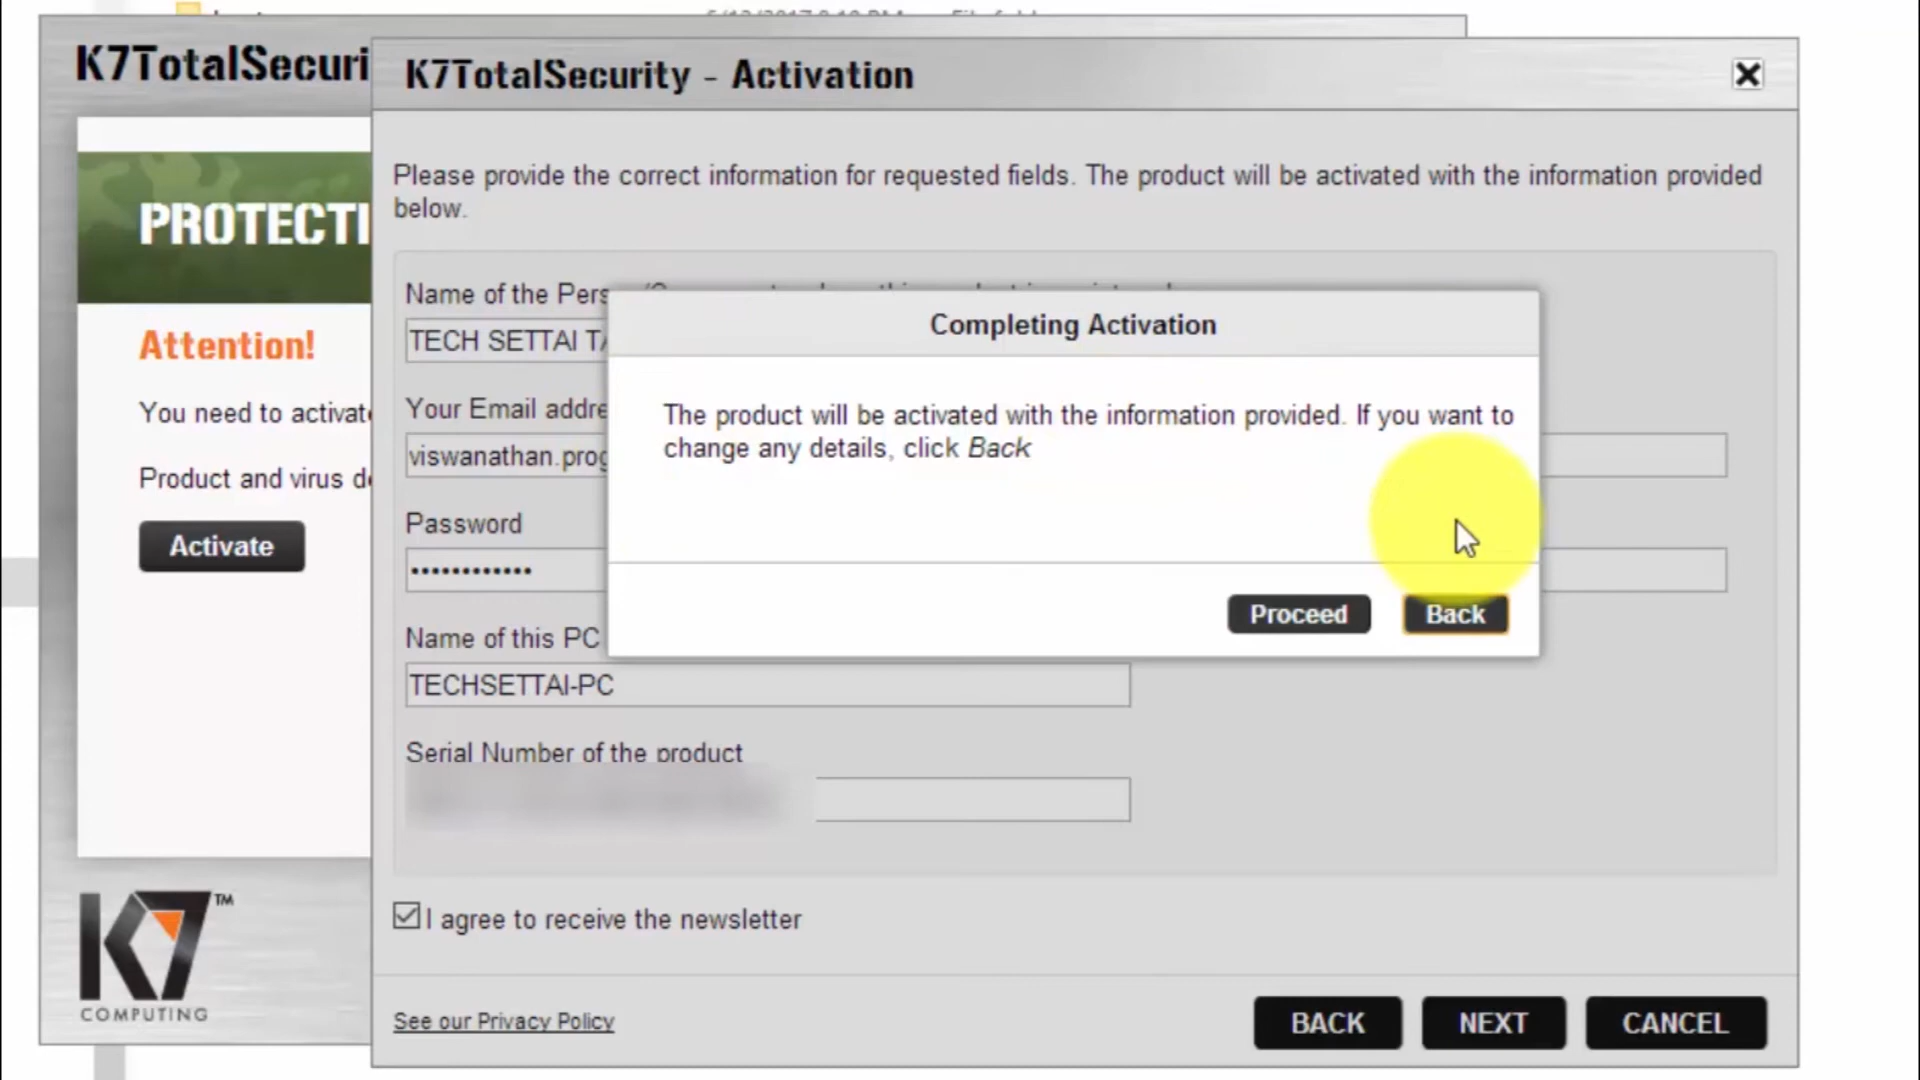 K7TotalSecuri
K7TotalSecurity - Activation
Please provide the correct information for requested fields. The product will be activated with the information provided
below.
PROTECTI
Attention!
You need to activate
Product and virus de
Activate
Name of the Pers
TECH SETTAI TA
Your Email addre
viswanathan.prog
Password
••••••••••••
Name of this PC
TECHSETTAI-PC
Serial Number of the product
Completing Activation
The product will be activated with the information provided. If you want to
change any details, click Back
Proceed
Back
I agree to receive the newsletter
K7™
COMPUTING
See our Privacy Policy
BACK
NEXT
CANCEL